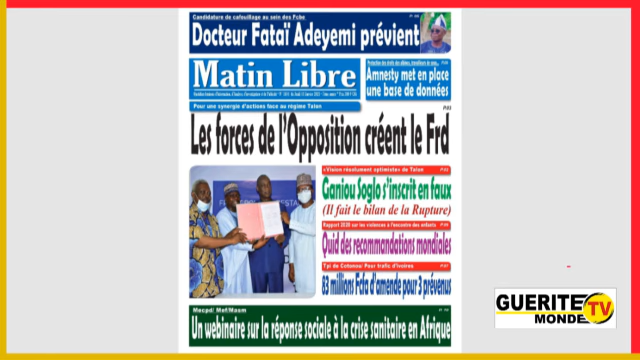 Candidature de cafouillage au sein des Fcbe
Docteur Fataï Adeyemi prévient
Matin Libre
Pour une synergie d'actions face au régime Talon
Amnesty met en place
une base de données
Les forces de l'Opposition créent le Frd
«Vision résolument optimiste» de Talon
Ganiou Soglo s'inscrit en faux
(Il fait le bilan de la Rupture)
Rapport 2020 sur les violences à l'encontre des enfants
Quid des recommandations mondiales
Tpi de Cotonou/ Pour trafic d'ivoires
83 millions Fcfa d'amende pour 3 prévenus
Maepd/ Maf/Masm
Un webinaire sur la réponse sociale à la crise sanitaire en Afrique
GUERITE
TV
MONDE